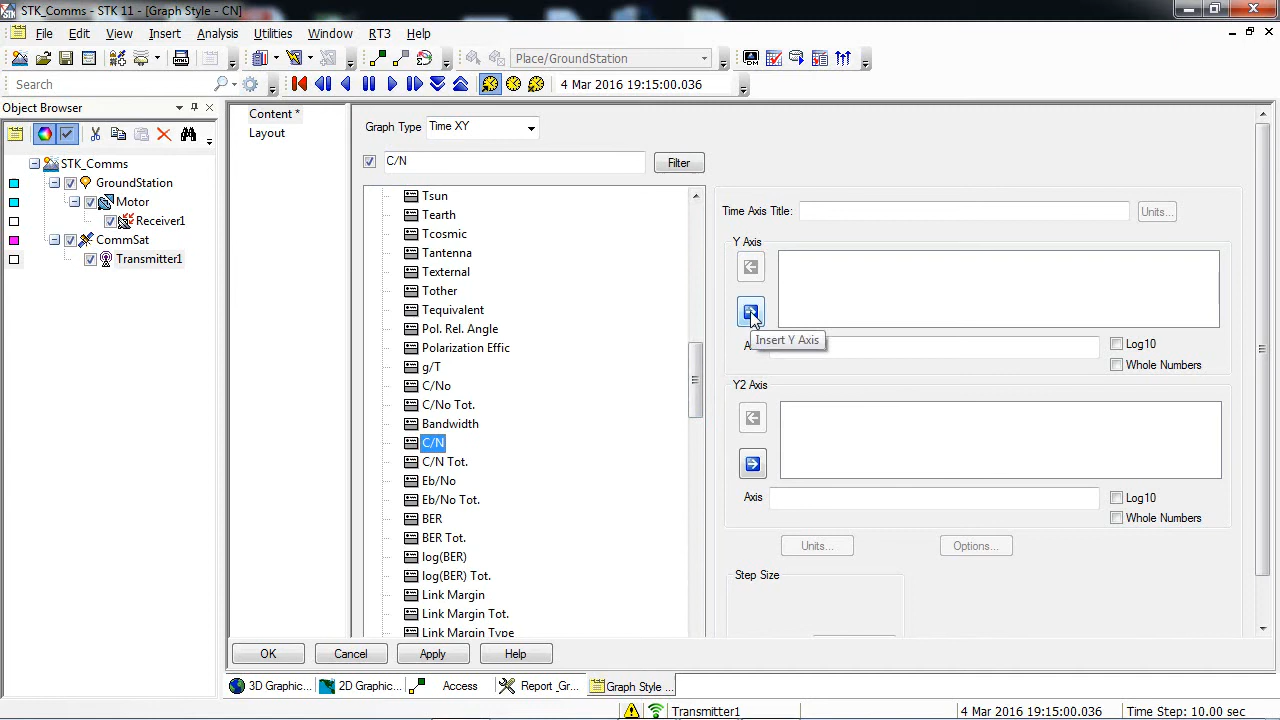 STK_Comms - STK 11 - [Graph Style - CN]
File Edit View Insert Analysis Utilities Window RT3 Help
Place/GroundStation
Search
4 Mar 2016 19:15:00.036
Object Browser
STK_Comms
GroundStation
Motor
Receiver1
CommSat
Transmitter1
Content *
Layout
Graph Type Time XY
C/N
Filter
Tsun
Tearth
Tcosmic
Tantenna
Texternal
Tother
Tequivalent
Pol. Rel. Angle
Polarization Effic
g/T
C/No
C/No Tot.
Bandwidth
C/N
C/N Tot.
Eb/No
Eb/No Tot.
BER
BER Tot.
log(BER)
log(BER) Tot.
Link Margin
Link Margin Tot.
Link Margin Type
Time Axis Title:
Units...
Y Axis
Insert Y Axis
Log10
Whole Numbers
Y2 Axis
Axis
Log10
Whole Numbers
Units...
Options...
Step Size
OK
Cancel
Apply
Help
3D Graphic...
2D Graphic...
Access
Report _Gr...
Graph Style ...
Transmitter1
4 Mar 2016 19:15:00.036
Time Step: 10.00 sec